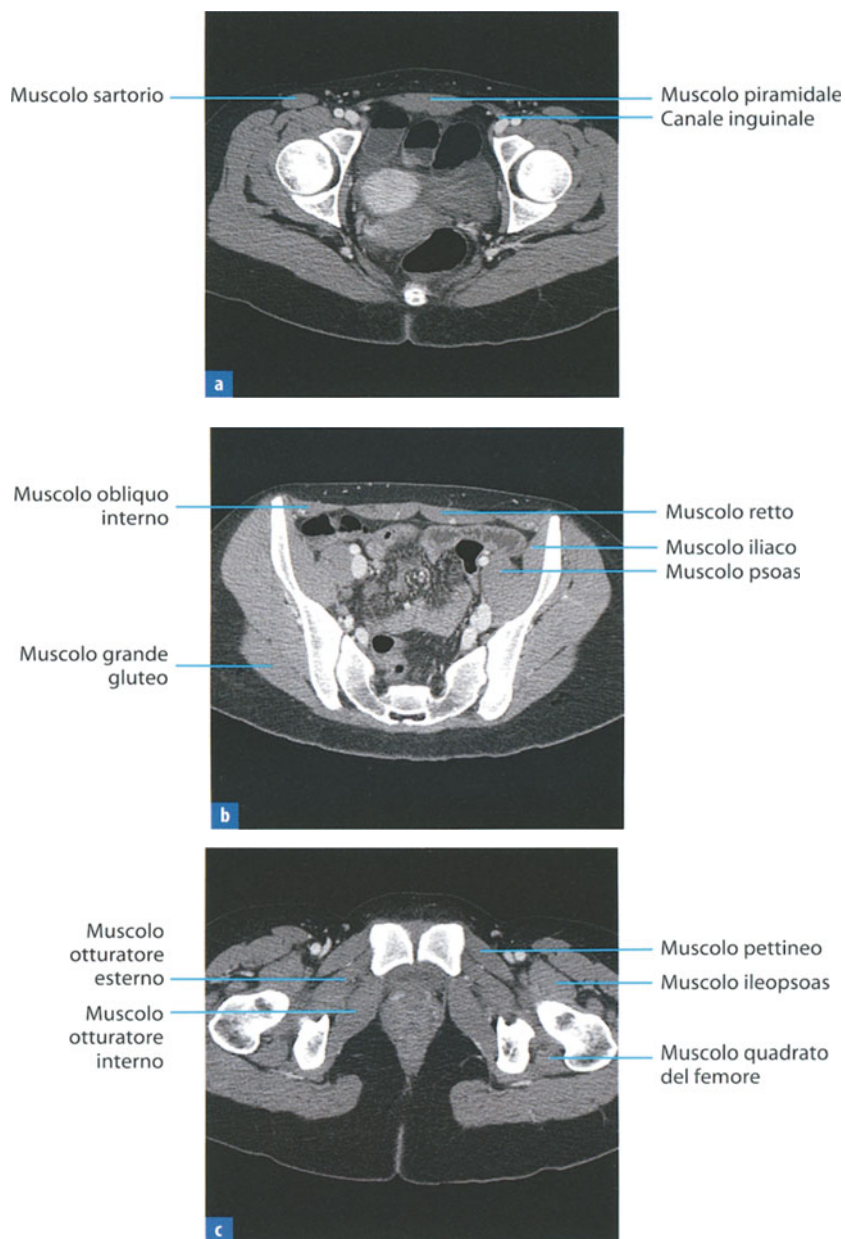 Muscolo sartorio
Muscolo piramidale
Canale inguinale
a
Muscolo obliquo
interno
Muscolo retto
Muscolo iliaco
Muscolo psoas
Muscolo grande
gluteo
b
Muscolo
otturatore
esterno
Muscolo
otturatore
interno
Muscolo pettineo
Muscolo ileopsoas
Muscolo quadrato
del femore
c